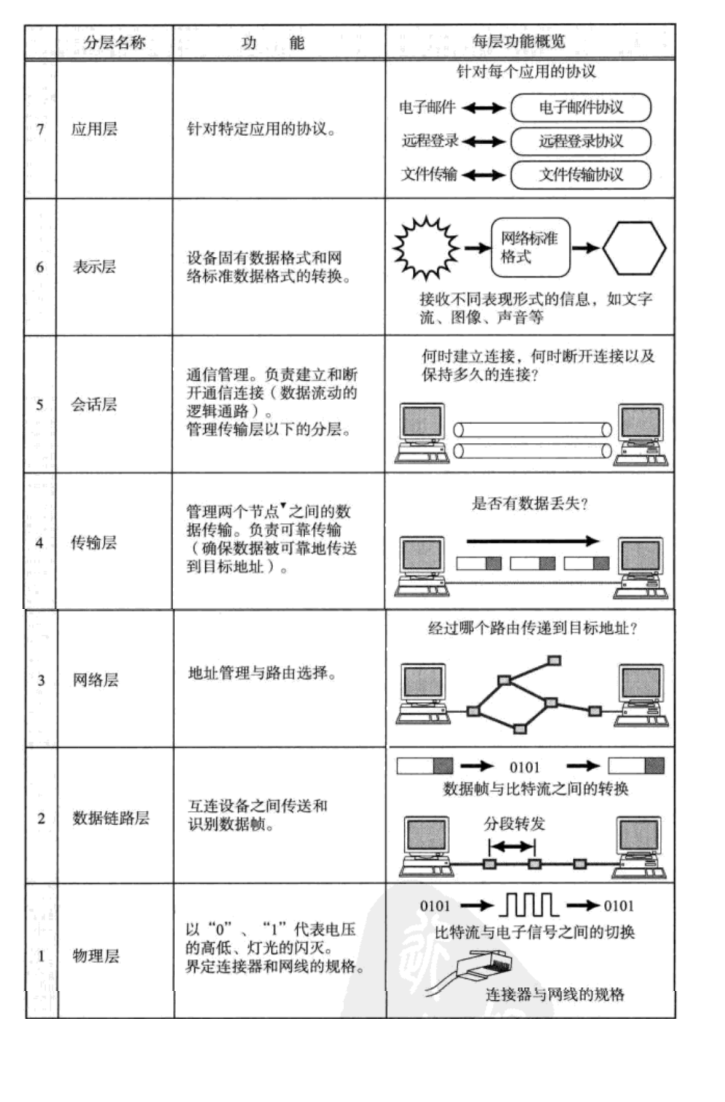 分层名称 功 能 每层功能概览
7 应用层 针对特定应用的协议。
针对每个应用的协议
电子邮件 电子邮件协议
远程登录 远程登录协议
文件传输 文件传输协议
6 表示层
设备固有数据格式和网
络标准数据格式的转换。
网络标准
格式
接收不同表现形式的信息，如文字
流、图像、声音等
5 会话层
通信管理。负责建立和断
开通信连接（数据流动的
逻辑通路）。
管理传输层以下的分层。
何时建立连接，何时断开连接以及
保持多久的连接？
4 传输层
管理两个节点▼之间的数
据传输。负责可靠传输
（确保数据被可靠地传送
到目标地址）。
是否有数据丢失？
3 网络层 地址管理与路由选择。
经过哪个路由传递到目标地址？
2 数据链路层
互连设备之间传送和
识别数据帧。
0101
数据帧与比特流之间的转换
分段转发
1 物理层
以“0”、“1”代表电压
的高低、灯光的闪灭。
界定连接器和网线的规格。
0101 0101
比特流与电子信号之间的切换
连接器与网线的规格